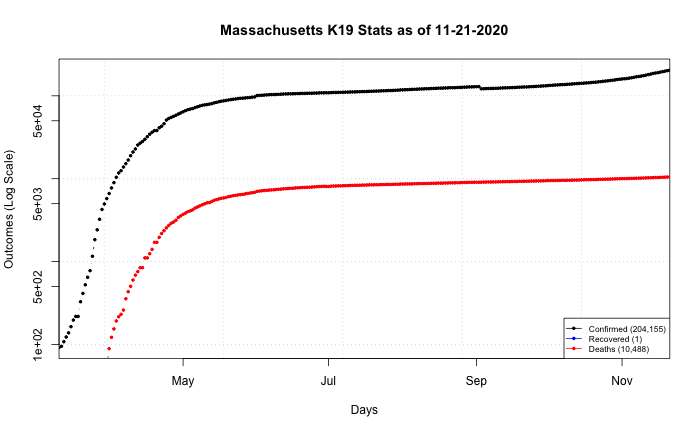 Massachusetts K19 Stats as of 11-21-2020
Outcomes (Log Scale)
5e+04
5e+03
5e+02
1e+02
Confirmed (204,155)
Recovered (1)
Deaths (10,488)
May
Jul
Sep
Nov
Days